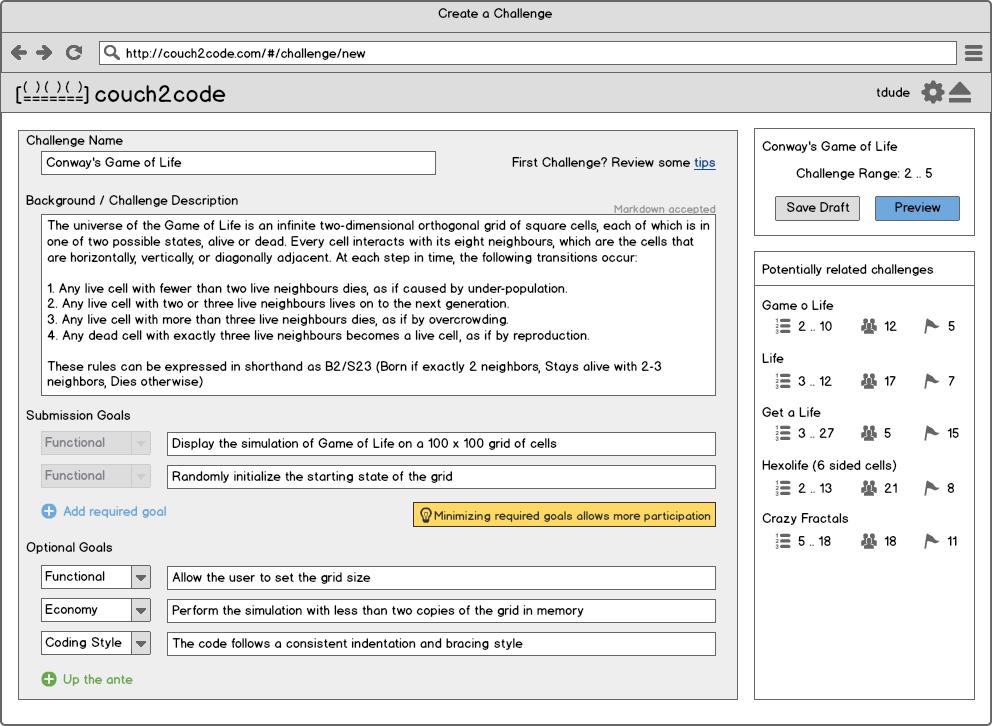 Create a Challenge
http://couch2code.com/#/challenge/new
[( )( )( )] couch2code
=======
tdude
Challenge Name
Conway's Game of Life
First Challenge? Review some tips
Background / Challenge Description
Markdown accepted
The universe of the Game of Life is an infinite two-dimensional orthogonal grid of square cells, each of which is in
one of two possible states, alive or dead. Every cell interacts with its eight neighbours, which are the cells that
are horizontally, vertically, or diagonally adjacent. At each step in time, the following transitions occur:
1. Any live cell with fewer than two live neighbours dies, as if caused by under-population.
2. Any live cell with two or three live neighbours lives on to the next generation.
3. Any live cell with more than three live neighbours dies, as if by overcrowding.
4. Any dead cell with exactly three live neighbours becomes a live cell, as if by reproduction.
These rules can be expressed in shorthand as B2/S23 (Born if exactly 2 neighbors, Stays alive with 2-3
neighbors, Dies otherwise)
Submission Goals
Functional
Display the simulation of Game of Life on a 100 x 100 grid of cells
Functional
Randomly initialize the starting state of the grid
Add required goal
Minimizing required goals allows more participation
Optional Goals
Functional
Allow the user to set the grid size
Economy
Perform the simulation with less than two copies of the grid in memory
Coding Style
The code follows a consistent indentation and bracing style
Up the ante
Conway's Game of Life
Challenge Range: 2 .. 5
Save Draft
Preview
Potentially related challenges
Game o Life
2 .. 10 12 5
Life
3 .. 12 17 7
Get a Life
3 .. 27 5 15
Hexolife (6 sided cells)
2 .. 13 21 8
Crazy Fractals
5 .. 18 18 11